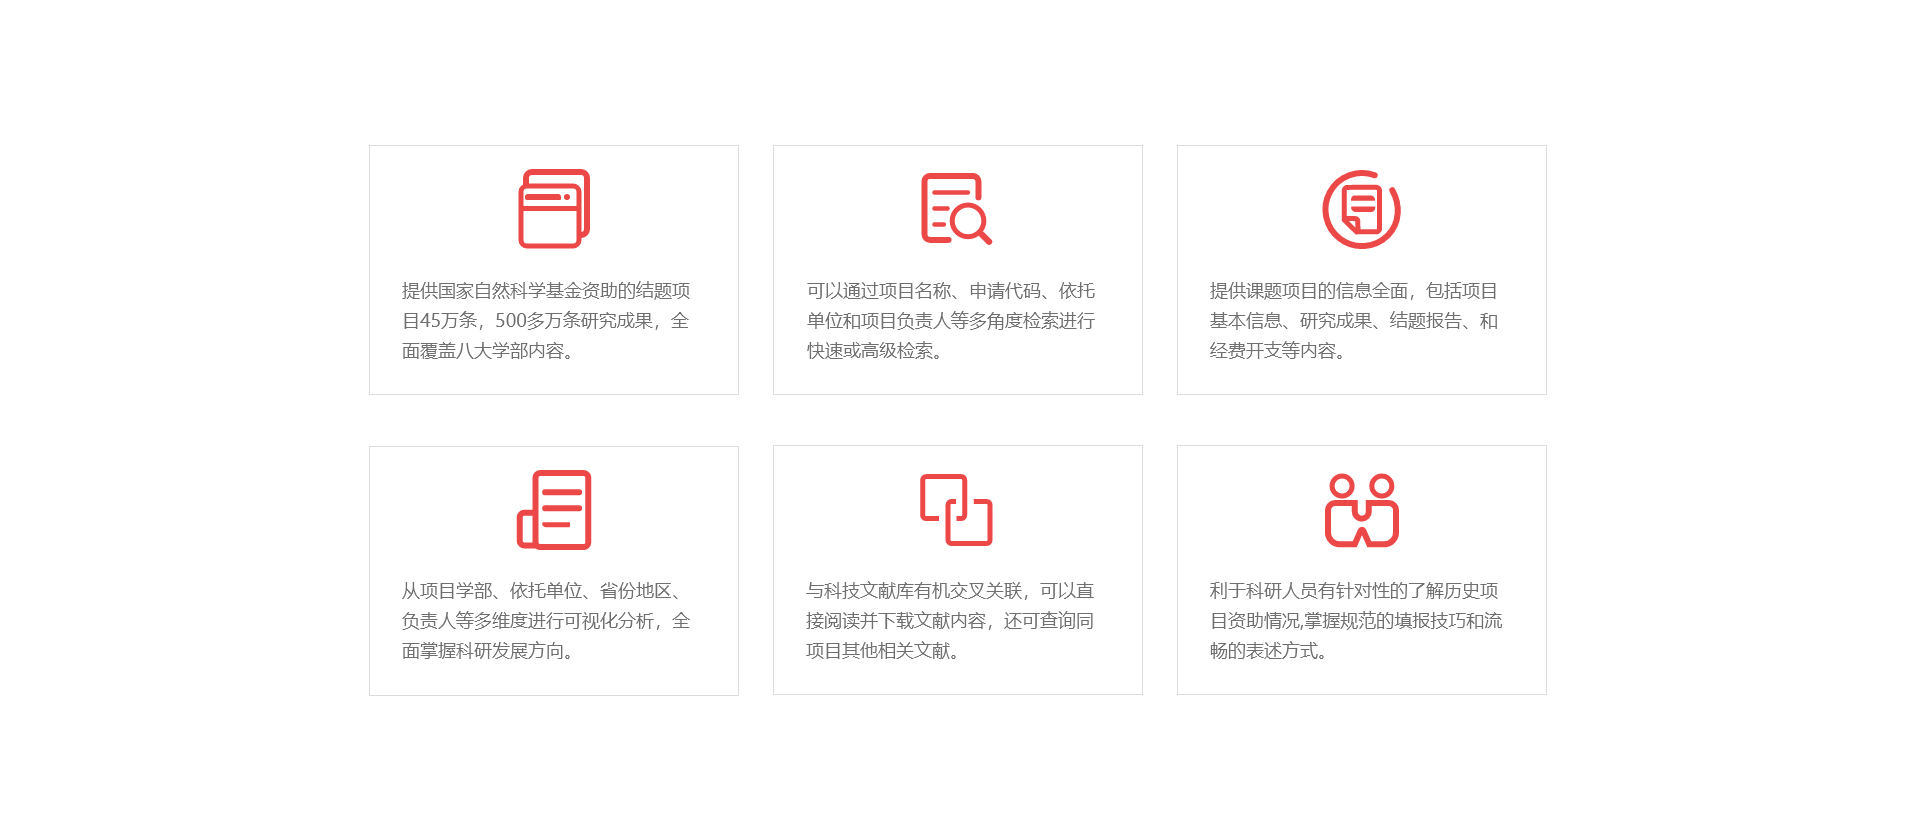 提供国家自然科学基金资助的结题项
目45万条，500多万条研究成果，全
面覆盖八大学部内容。
可以通过项目名称、申请代码、依托
单位和项目负责人等多角度检索进行
快速或高级检索。
提供课题项目的信息全面，包括项目
基本信息、研究成果、结题报告、和
经费开支等内容。
从项目学部、依托单位、省份地区、
负责人等多维度进行可视化分析，全
面掌握科研发展方向。
与科技文献库有机交叉关联，可以直
接阅读并下载文献内容，还可查询同
项目其他相关文献。
利于科研人员有针对性的了解历史项
目资助情况,掌握规范的填报技巧和流
畅的表述方式。